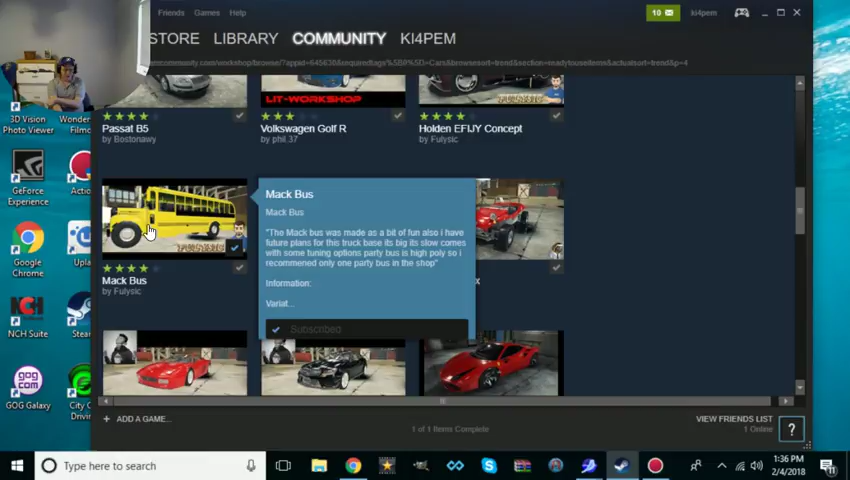 Friends Games Help
10
ki4pem
STORE LIBRARY COMMUNITY KI4PEM
LIT-WORKSHOP
Passat B5
by Bostonawy
Volkswagen Golf R
by phil.37
Holden EFIJY Concept
by Fulysic
Mack Bus
by Fulysic
Mack Bus
Mack Bus
"The Mack bus was made as a bit of fun also i have
future plans for this truck base its big its slow comes
with some tuning options party bus is high poly so i
recommened only one party bus in the shop"
Information:
Variat...
Subscribed
3D Vision
Photo Viewer
GeForce
Experience
Google
Chrome
NCH Suite
GOG Galaxy
City C
Drivin
+ ADD A GAME...
1 of 1 Items Complete
VIEW FRIENDS LIST
1 Online
?
Type here to search
1:36 PM
2/4/2018